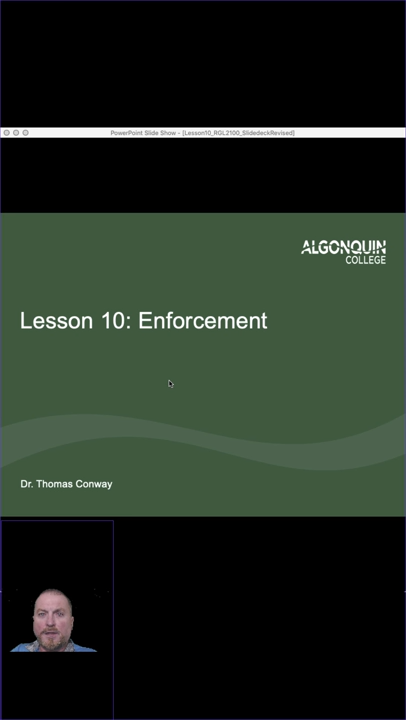 PowerPoint Slide Show - [Lesson10_RGL2100_SlidedeckRevised]
ALGONQUIN
COLLEGE
Lesson 10: Enforcement
Dr. Thomas Conway